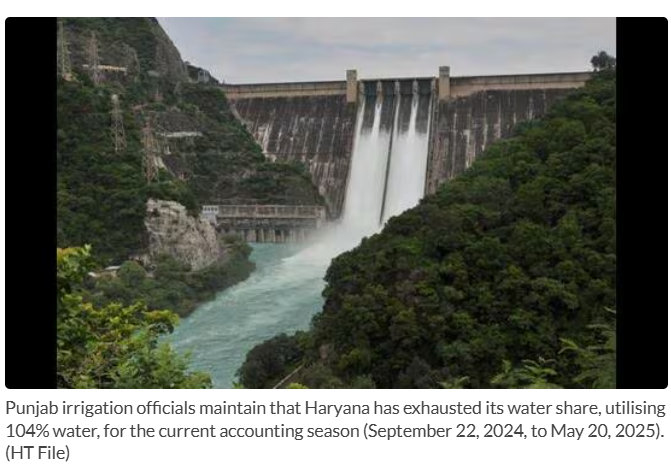 Punjab irrigation officials maintain that Haryana has exhausted its water share, utilising
104% water, for the current accounting season (September 22, 2024, to May 20, 2025).
(HT File)